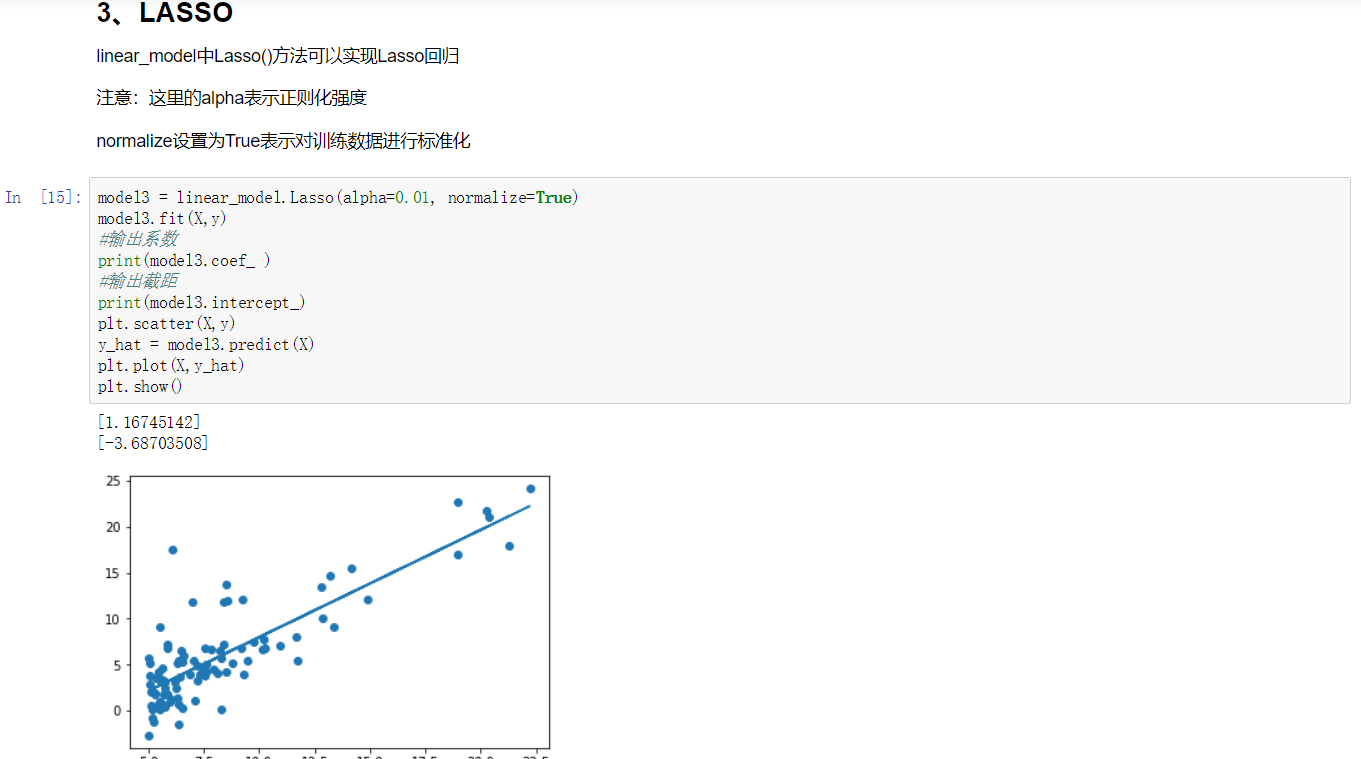 3、LASSO
linear_model中Lasso()方法可以实现Lasso回归
注意：这里的alpha表示正则化强度
normalize设置为True表示对训练数据进行标准化
In [15]:
model3 = linear_model.Lasso(alpha=0.01, normalize=True)
model3.fit(X,y)
#输出系数
print(model3.coef_ )
#输出截距
print(model3.intercept_)
plt.scatter(X,y)
y_hat = model3.predict(X)
plt.plot(X,y_hat)
plt.show()
[1.16745142]
[-3.68703508]
25
20
15
10
5
0